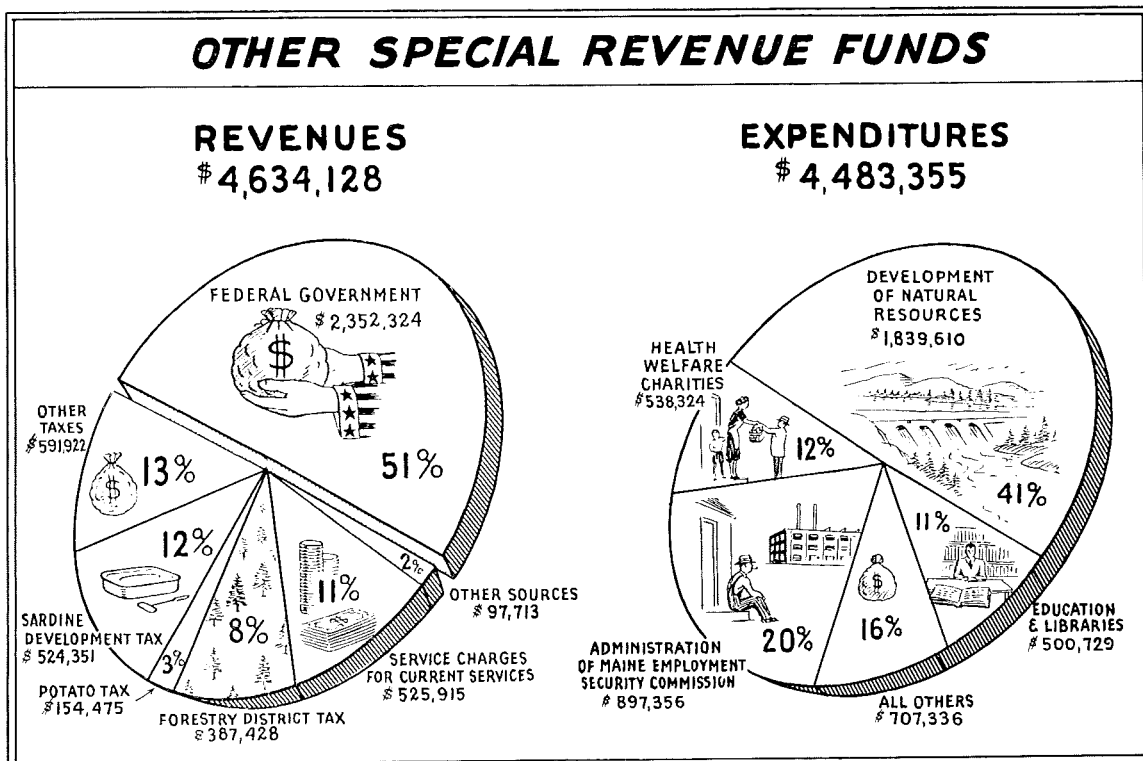 OTHER SPECIAL REVENUE FUNDS
REVENUES
$4,634,128
FEDERAL GOVERNMENT
$2,352,324
$
51%
OTHER
TAXES
$591,922
$
13%
12%
SARDINE
DEVELOPMENT TAX
$524,351
3%
POTATO TAX
$154,475
8%
FORESTRY DISTRICT TAX
$387,428
11%
SERVICE CHARGES
FOR CURRENT SERVICES
$525,915
2%
OTHER SOURCES
$97,713
EXPENDITURES
$4,483,355
DEVELOPMENT
OF NATURAL
RESOURCES
$1,839,610
41%
HEALTH
WELFARE
CHARITIES
$538,324
12%
20%
ADMINISTRATION
OF MAINE EMPLOYMENT
SECURITY COMMISSION
$897,356
$
16%
ALL OTHERS
$707,336
11%
EDUCATION
& LIBRARIES
$500,729